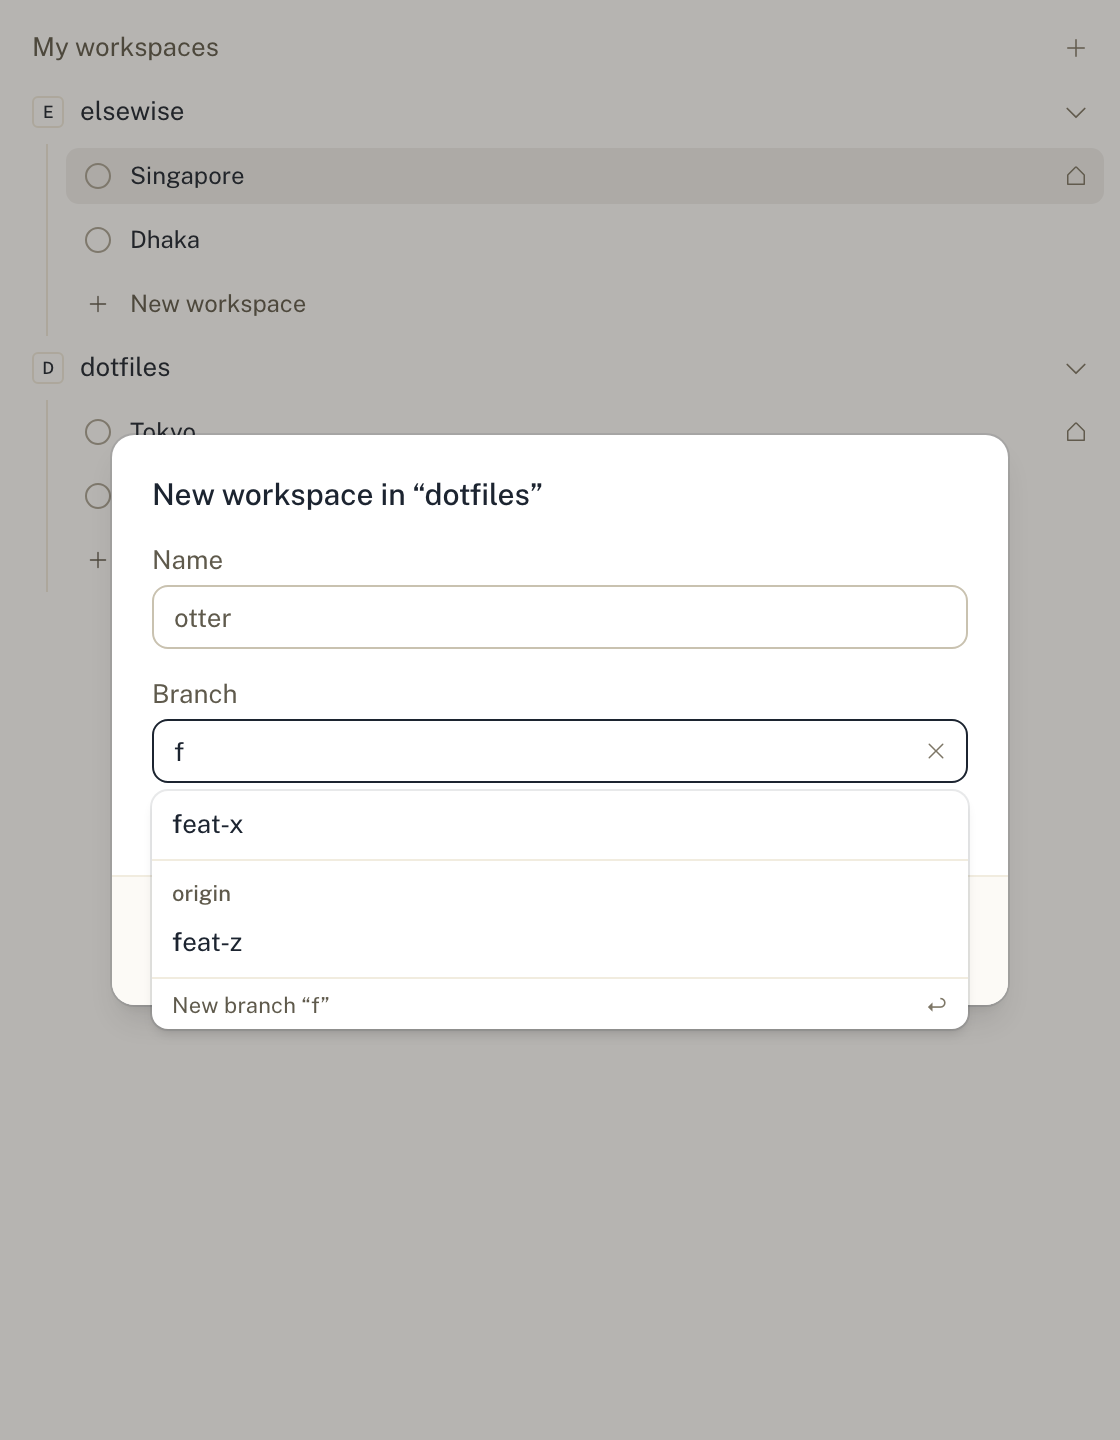 My workspaces
E elsewise
Singapore
Dhaka
New workspace
D dotfiles
Tokyo
New workspace in “dotfiles”
Name
otter
Branch
f
feat-x
origin
feat-z
New branch “f”